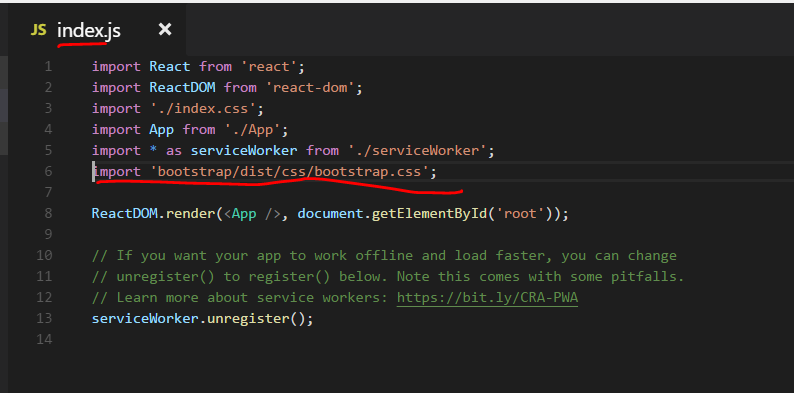 JS index.js ×
1 import React from 'react';
2 import ReactDOM from 'react-dom';
3 import './index.css';
4 import App from './App';
5 import * as serviceWorker from './serviceWorker';
6 import 'bootstrap/dist/css/bootstrap.css';
7
8 ReactDOM.render(<App />, document.getElementById('root'));
9
10 // If you want your app to work offline and load faster, you can change
11 // unregister() to register() below. Note this comes with some pitfalls.
12 // Learn more about service workers: https://bit.ly/CRA-PWA
13 serviceWorker.unregister();
14